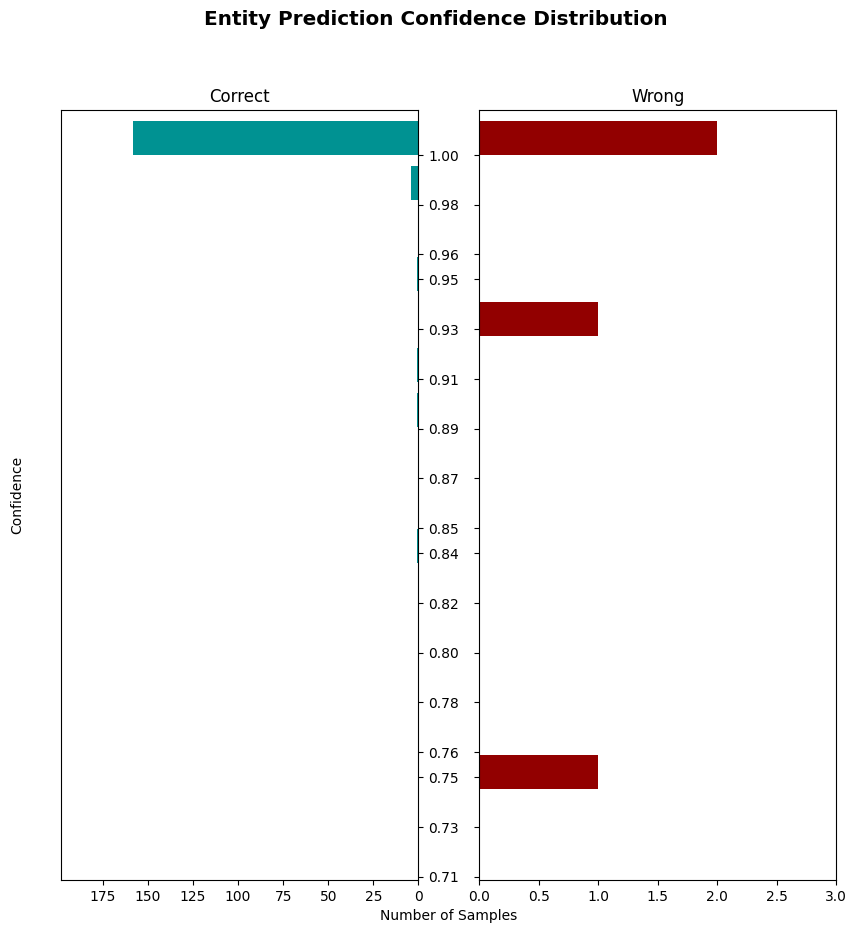 Entity Prediction Confidence Distribution
Correct
Wrong
1.00
0.98
0.96
0.95
0.93
0.91
0.89
0.87
0.85
0.84
0.82
0.80
0.78
0.76
0.75
0.73
0.71
Confidence
175 150 125 100 75 50 25 0
0.0 0.5 1.0 1.5 2.0 2.5 3.0
Number of Samples